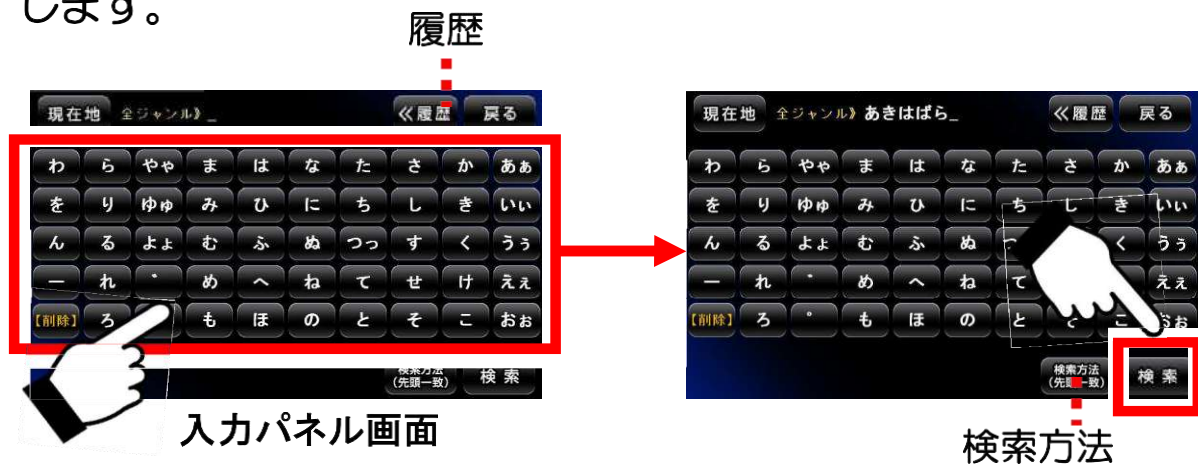 します。
履歴
現在地 全ジャンル》_ ≪履歴 戻る
わ ら やゃ ま は な た さ か あぁ
を り ゆゅ み ひ に ち し き いぃ
ん る よょ む ふ ぬ つっ す く うぅ
ー れ ゛ め へ ね て せ け えぇ
【削除】 ろ も ほ の と そ こ おぉ
検索方法
(先頭一致) 検索
入力パネル画面
現在地 全ジャンル》あきはばら_ ≪履歴 戻る
わ ら やゃ ま は な た さ か あぁ
を り ゆゅ み ひ に ち し き いぃ
ん る よょ む ふ ぬ く うぅ
ー れ ゛ め へ ね て えぇ
【削除】 ろ ゜ も ほ の と そ こ おぉ
検索方法
(先頭一致) 検索
検索方法